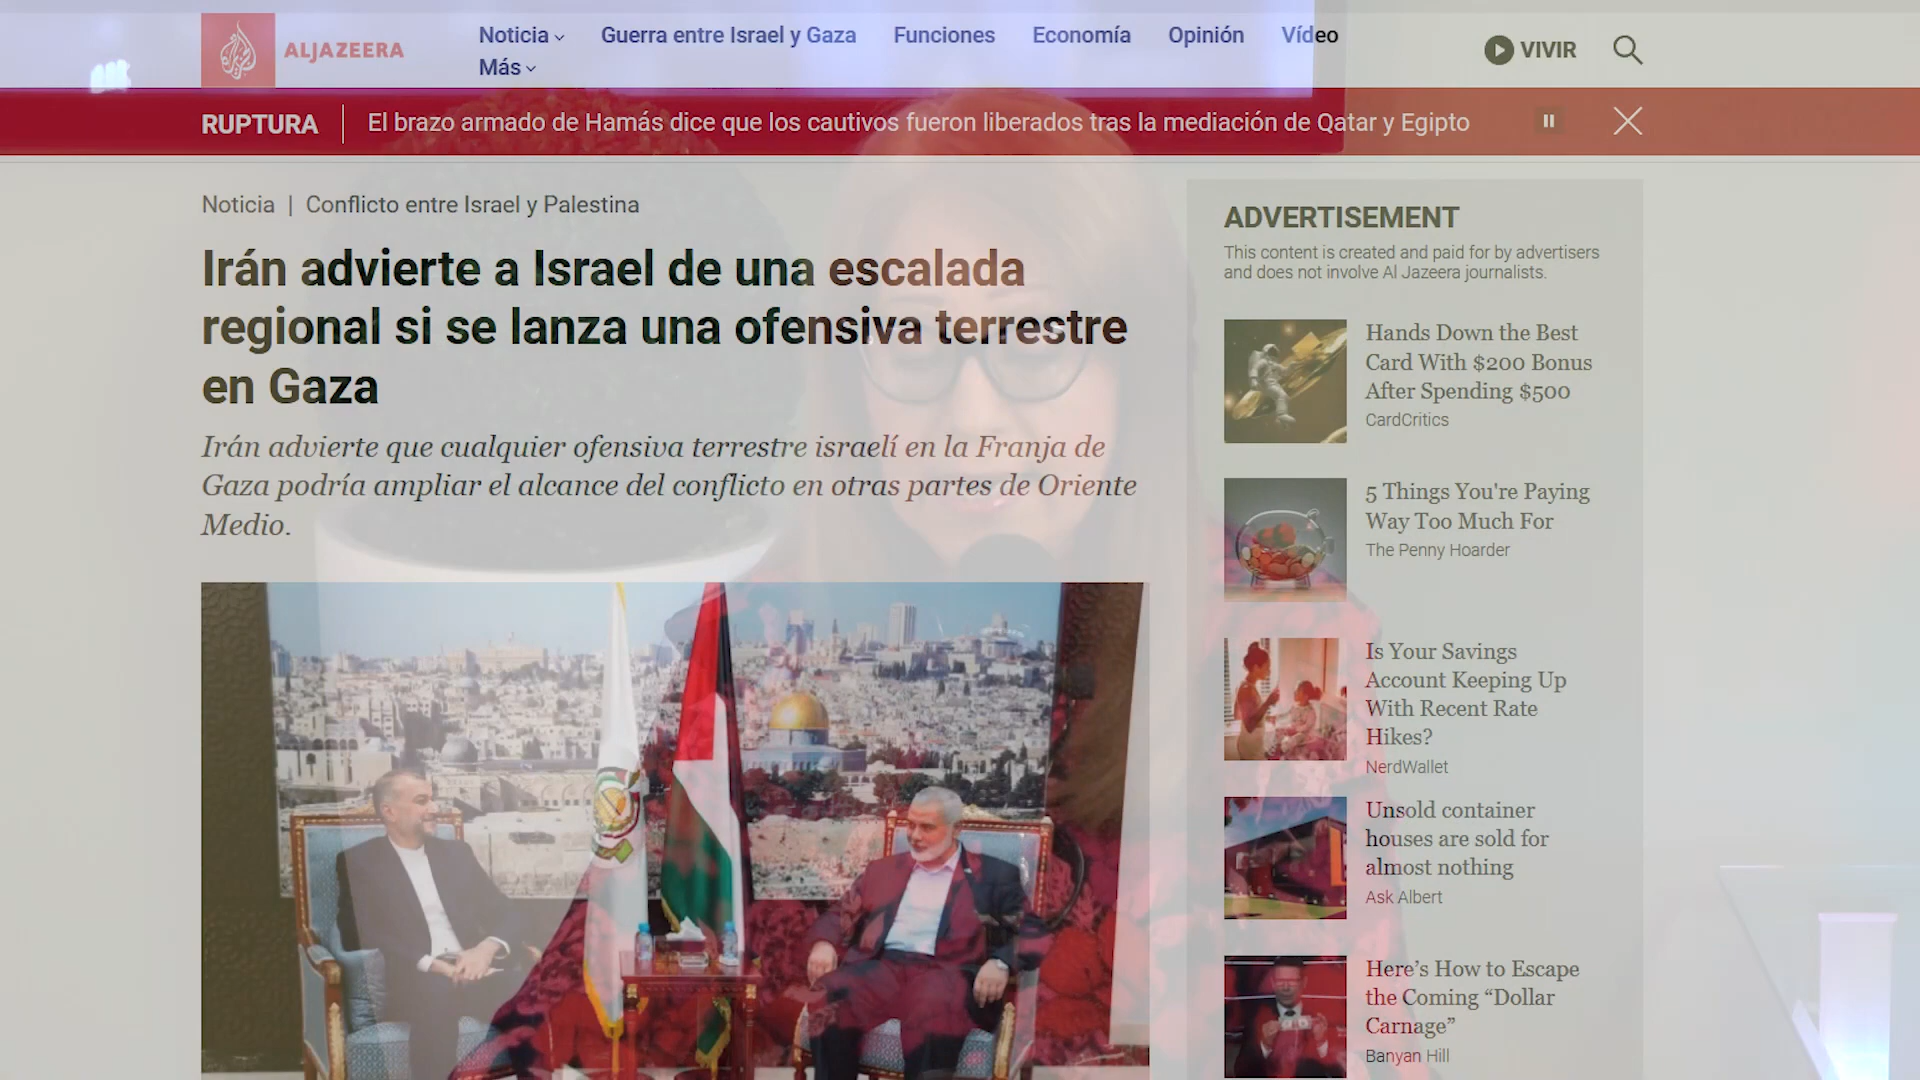 ALJAZEERA
Noticia
Guerra entre Israel y Gaza
Funciones
Economía
Opinión
Vídeo
Más
VIVIR
RUPTURA
El brazo armado de Hamás dice que los cautivos fueron liberados tras la mediación de Qatar y Egipto
Noticia | Conflicto entre Israel y Palestina
Irán advierte a Israel de una escalada
regional si se lanza una ofensiva terrestre
en Gaza
Irán advierte que cualquier ofensiva terrestre israelí en la Franja de
Gaza podría ampliar el alcance del conflicto en otras partes de Oriente
Medio.
ADVERTISEMENT
This content is created and paid for by advertisers
and does not involve Al Jazeera journalists.
Hands Down the Best
Card With $200 Bonus
After Spending $500
CardCritics
5 Things You're Paying
Way Too Much For
The Penny Hoarder
Is Your Savings
Account Keeping Up
With Recent Rate
Hikes?
NerdWallet
Unsold container
houses are sold for
almost nothing
Ask Albert
Here’s How to Escape
the Coming “Dollar
Carnage”
Banyan Hill